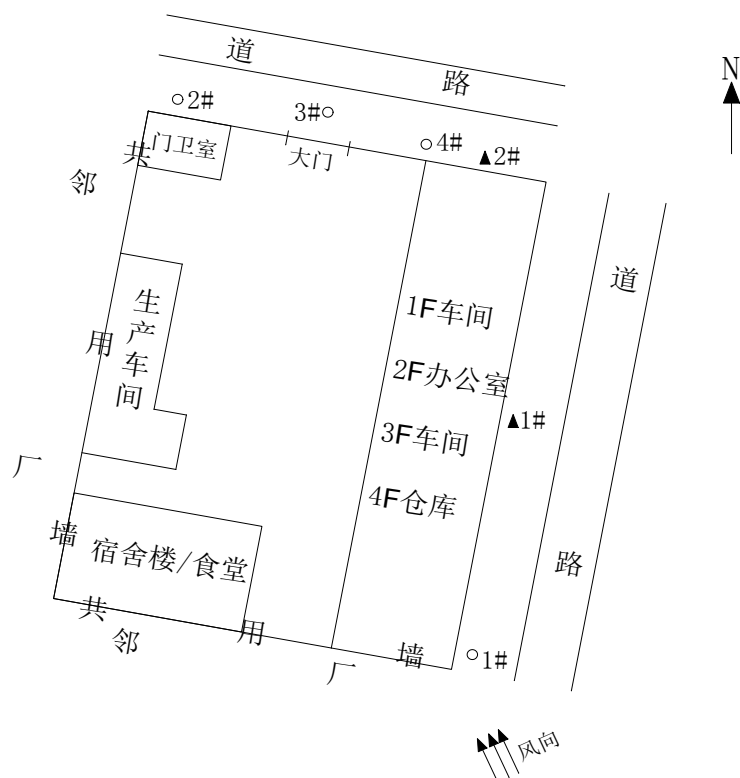 道 路
N
2#
3#
4#
2#
门卫室
大门
共用墙
邻厂
道路
生产车间
1F车间
2F办公室
3F车间
4F仓库
1#
宿舍楼/食堂
共用墙
邻厂
1#
风向